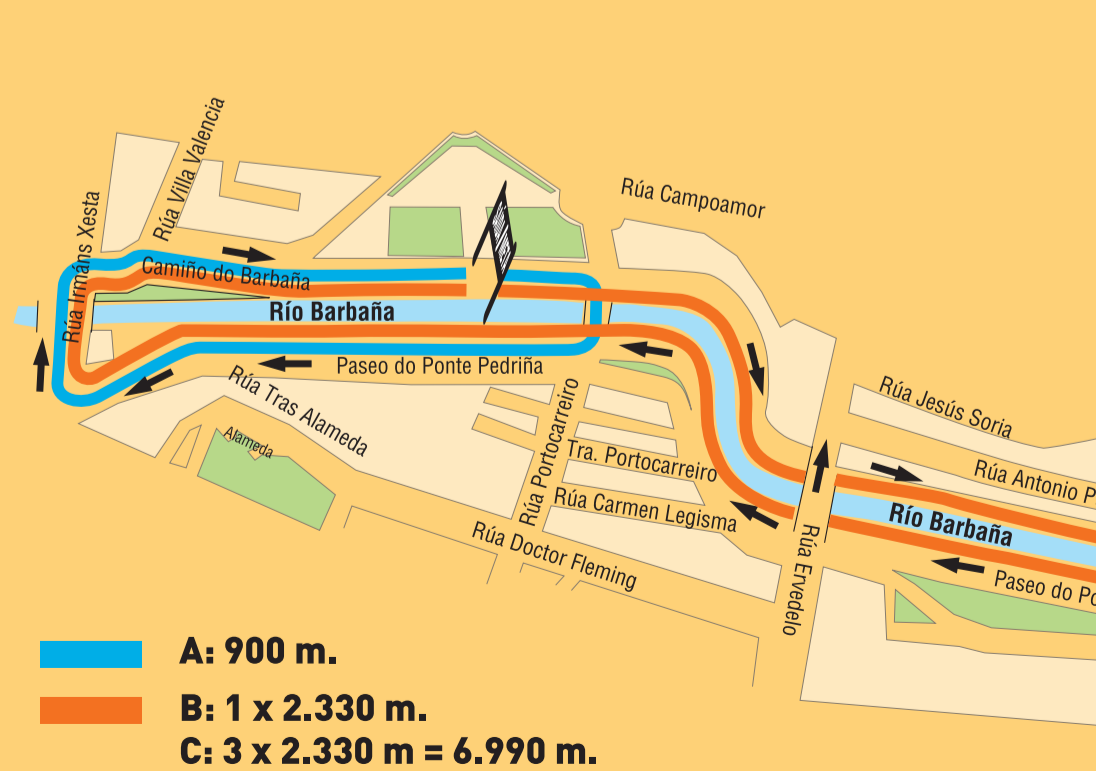 Rúa Villa Valencia
Rúa Irmáns Xesta
Rúa Campoamor
Camiño do Barbaña
Río Barbaña
Paseo do Ponte Pedriña
Rúa Tras Alameda
Alameda
Rúa Portocarreiro
Tra. Portocarreiro
Rúa Carmen Legisma
Rúa Doctor Fleming
Rúa Ervedelo
Rúa Jesús Soria
Rúa Antonio P
Río Barbaña
Paseo do Po
A: 900 m.
B: 1 x 2.330 m.
C: 3 x 2.330 m = 6.990 m.